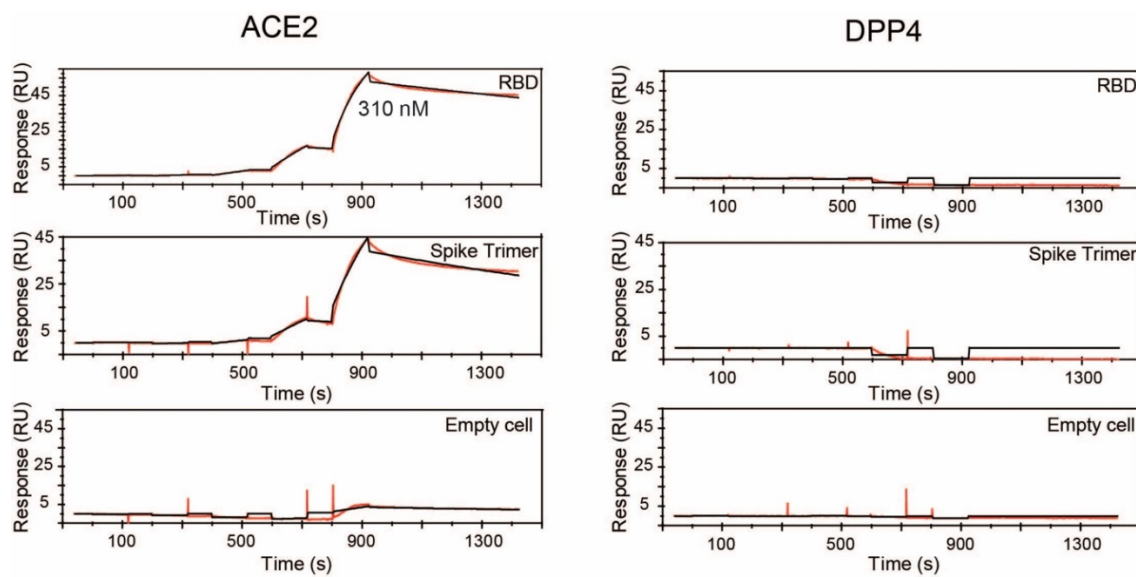 ACE2
DPP4
Response (RU)
45
25
5
RBD
310 nM
100
500
900
1300
Time (s)
Response (RU)
45
25
5
RBD
100
500
900
1300
Time (s)
Response (RU)
45
25
5
Spike Trimer
100
500
900
1300
Time (s)
Response (RU)
45
25
5
Spike Trimer
100
500
900
1300
Time (s)
Response (RU)
45
25
5
Empty cell
100
500
900
1300
Time (s)
Response (RU)
45
25
5
Empty cell
100
500
900
1300
Time (s)